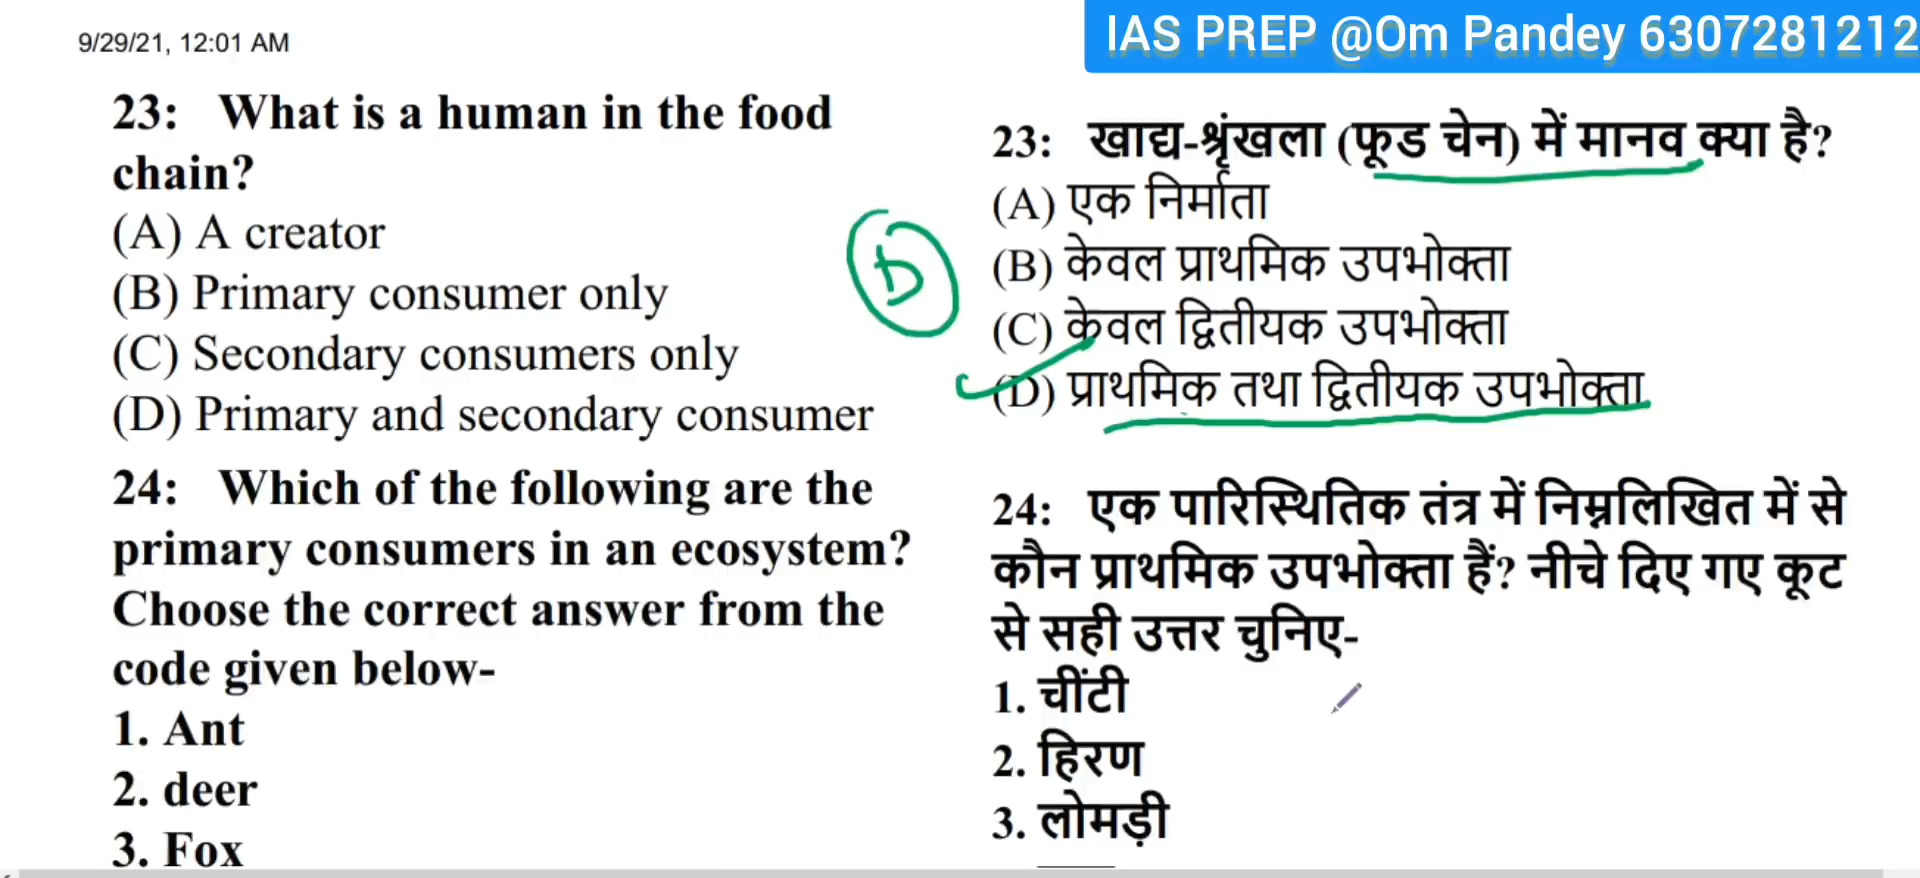 9/29/21, 12:01 AM
IAS PREP @Om Pandey 6307281212
23: What is a human in the food
chain?
(A) A creator
(B) Primary consumer only
(C) Secondary consumers only
(D) Primary and secondary consumer
24: Which of the following are the
primary consumers in an ecosystem?
Choose the correct answer from the
code given below-
1. Ant
2. deer
3. Fox
D
23: खाद्य-श्रृंखला (फूड चेन) में मानव क्या है?
(A) एक निर्माता
(B) केवल प्राथमिक उपभोक्ता
(C) केवल द्वितीयक उपभोक्ता
(D) प्राथमिक तथा द्वितीयक उपभोक्ता
24: एक पारिस्थितिक तंत्र में निम्नलिखित में से
कौन प्राथमिक उपभोक्ता हैं? नीचे दिए गए कूट
से सही उत्तर चुनिए-
1. चींटी
2. हिरण
3. लोमड़ी